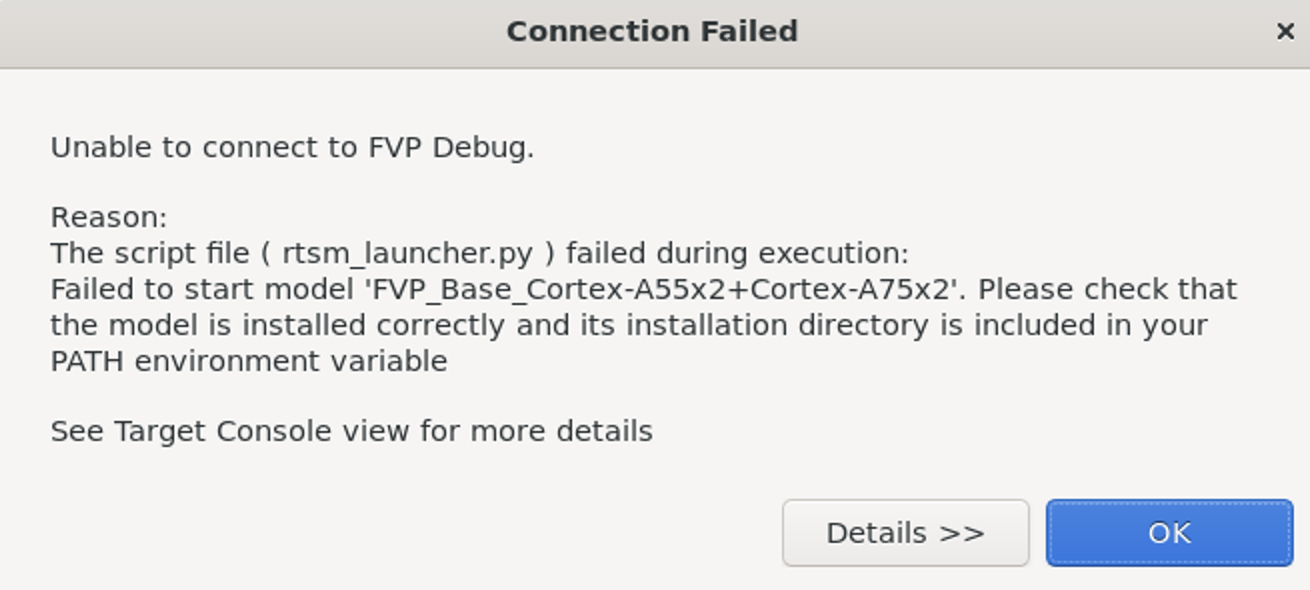 Connection Failed
×
Unable to connect to FVP Debug.
Reason:
The script file ( rtsm_launcher.py ) failed during execution:
Failed to start model 'FVP_Base_Cortex-A55x2+Cortex-A75x2'. Please check that
the model is installed correctly and its installation directory is included in your
PATH environment variable
See Target Console view for more details
Details >>
OK